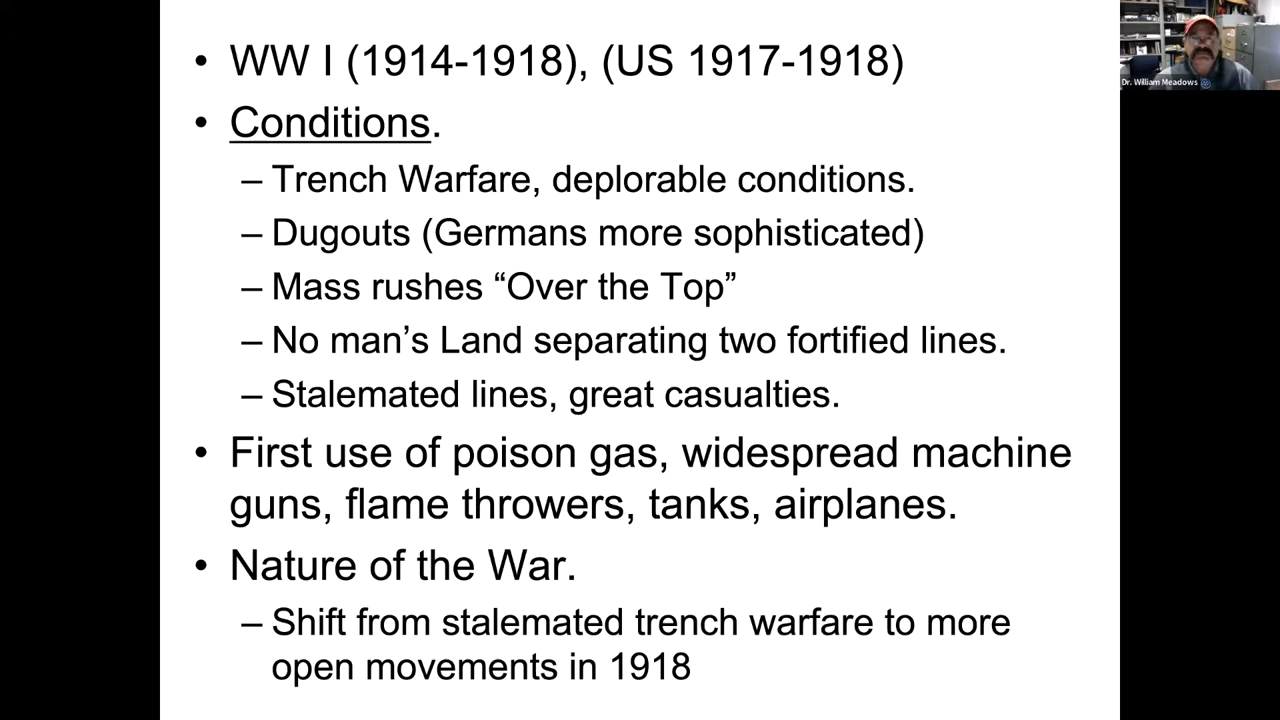 • WW I (1914-1918), (US 1917-1918)
• Conditions.
– Trench Warfare, deplorable conditions.
– Dugouts (Germans more sophisticated)
– Mass rushes “Over the Top”
– No man’s Land separating two fortified lines.
– Stalemated lines, great casualties.
• First use of poison gas, widespread machine
guns, flame throwers, tanks, airplanes.
• Nature of the War.
– Shift from stalemated trench warfare to more
open movements in 1918
Dr. William Meadows